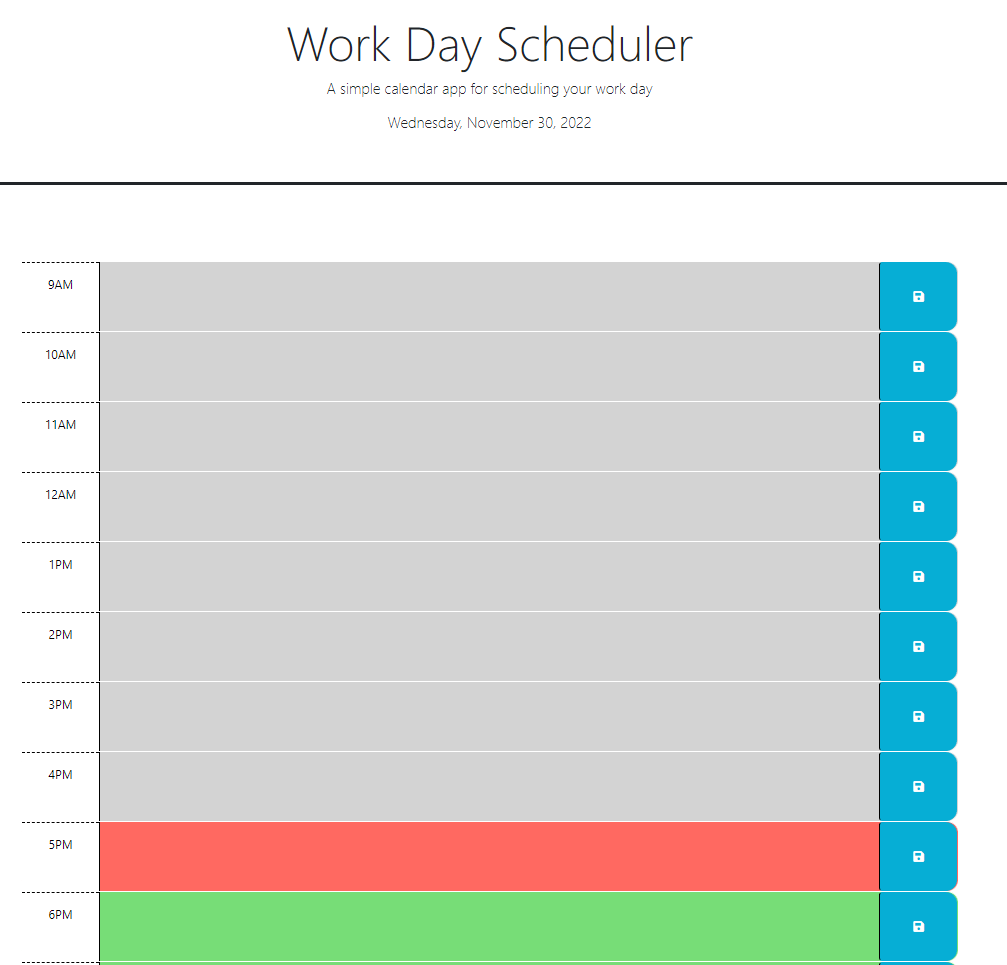 Work Day Scheduler
A simple calendar app for scheduling your work day
Wednesday, November 30, 2022
9AM
10AM
11AM
12AM
1PM
2PM
3PM
4PM
5PM
6PM